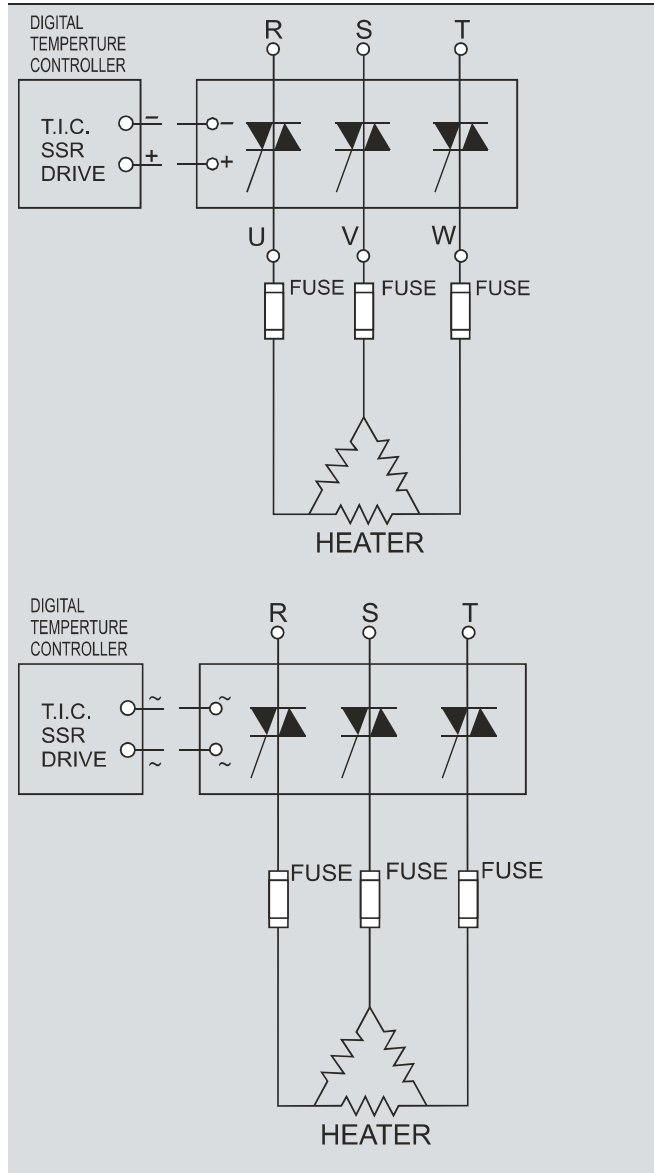 DIGITAL
TEMPERTURE
CONTROLLER
R S T
T.I.C.
SSR
DRIVE
− −
+ +
U V W
FUSE FUSE FUSE
HEATER
DIGITAL
TEMPERTURE
CONTROLLER
R S T
T.I.C.
SSR
DRIVE
~ ~
~ ~
FUSE FUSE FUSE
HEATER